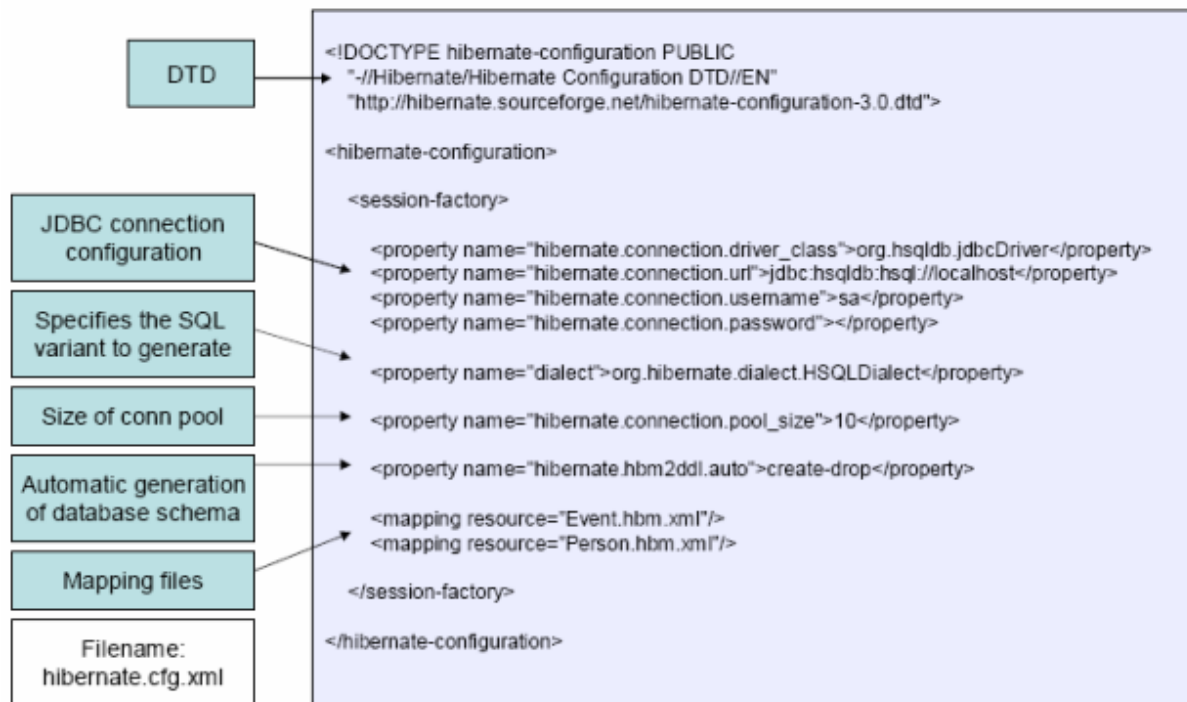 DTD
<!DOCTYPE hibernate-configuration PUBLIC
"-//Hibernate/Hibernate Configuration DTD//EN"
"http://hibernate.sourceforge.net/hibernate-configuration-3.0.dtd">
<hibernate-configuration>
<session-factory>
JDBC connection
configuration
<property name="hibernate.connection.driver_class">org.hsqldb.jdbcDriver</property>
<property name="hibernate.connection.url">jdbc:hsqldb:hsql://localhost</property>
<property name="hibernate.connection.username">sa</property>
<property name="hibernate.connection.password"></property>
Specifies the SQL
variant to generate
<property name="dialect">org.hibernate.dialect.HSQLDialect</property>
Size of conn pool
<property name="hibernate.connection.pool_size">10</property>
Automatic generation
of database schema
<property name="hibernate.hbm2ddl.auto">create-drop</property>
Mapping files
<mapping resource="Event.hbm.xml"/>
<mapping resource="Person.hbm.xml"/>
</session-factory>
</hibernate-configuration>
Filename:
hibernate.cfg.xml